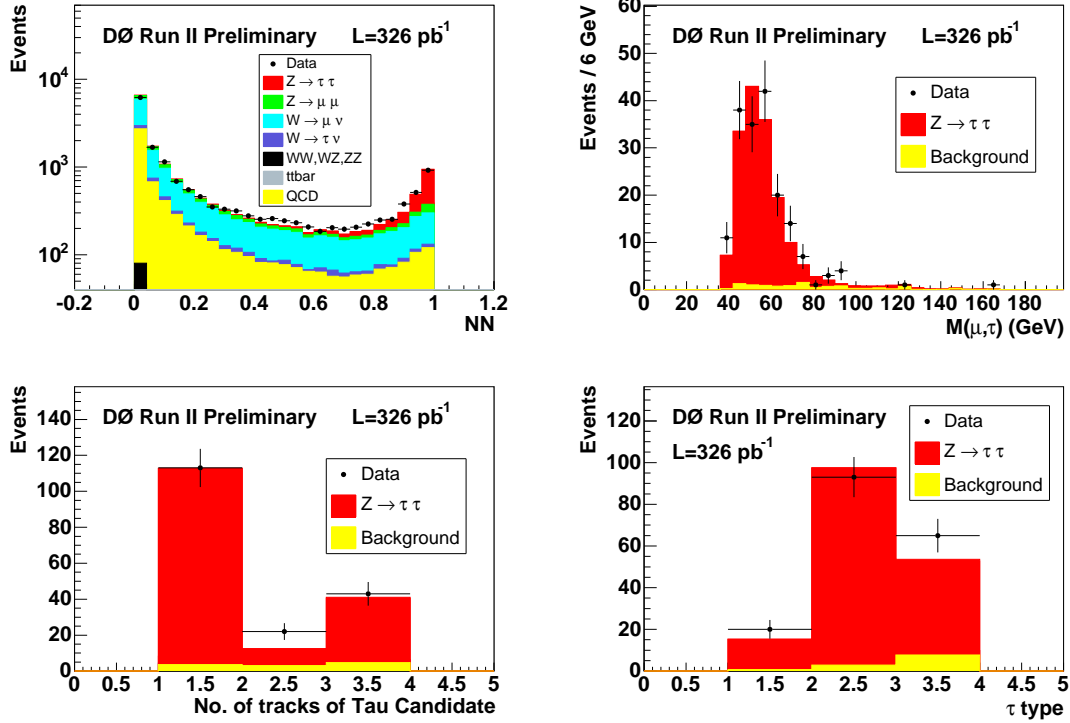 Events
DØ Run II Preliminary L=326 pb-1
Data
Z → τ τ
Z → μ μ
W → μ ν
W → τ ν
WW,WZ,ZZ
ttbar
QCD
10^4
10^3
10^2
-0.2 0 0.2 0.4 0.6 0.8 1 1.2
NN
Events / 6 GeV
DØ Run II Preliminary L=326 pb-1
Data
Z → τ τ
Background
60
50
40
30
20
10
0
0 20 40 60 80 100 120 140 160 180
M(μ,τ) (GeV)
Events
DØ Run II Preliminary L=326 pb-1
Data
Z → τ τ
Background
140
120
100
80
60
40
20
0
0 0.5 1 1.5 2 2.5 3 3.5 4 4.5 5
No. of tracks of Tau Candidate
Events
DØ Run II Preliminary
L=326 pb-1
Data
Z → τ τ
Background
120
100
80
60
40
20
0
0 0.5 1 1.5 2 2.5 3 3.5 4 4.5 5
τ type